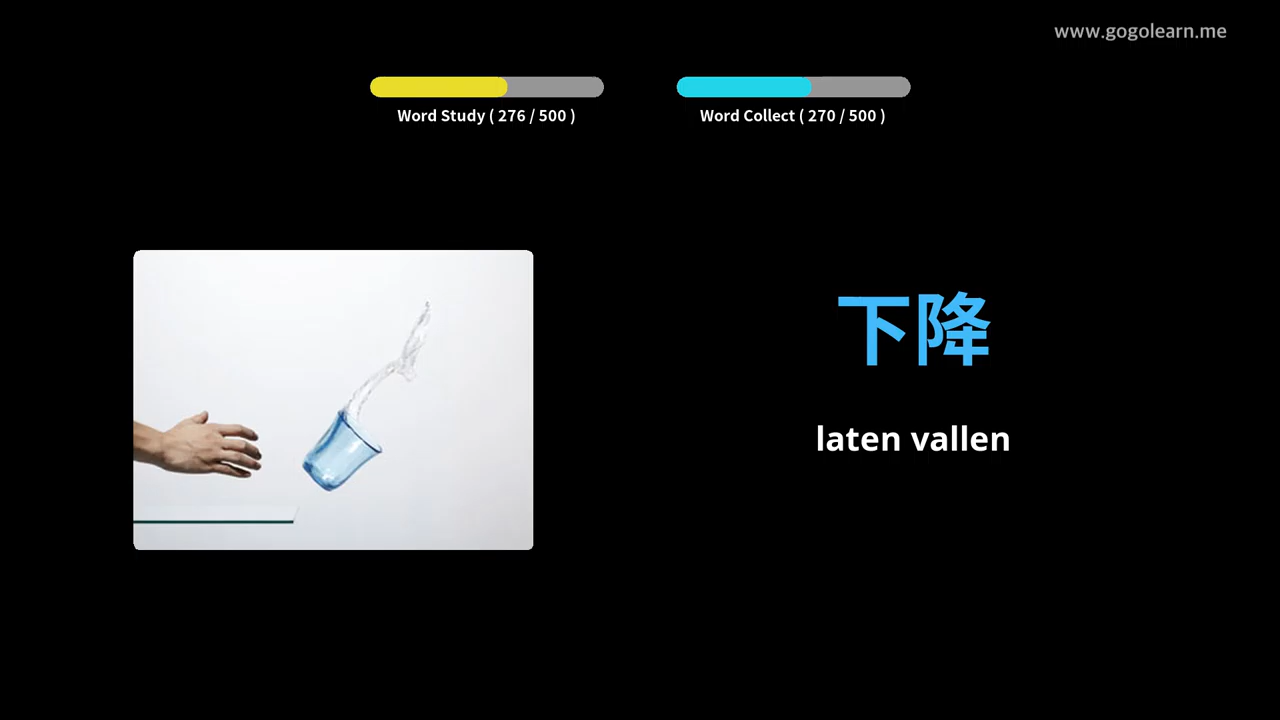 www.gogolearn.me
Word Study ( 276 / 500 )
Word Collect ( 270 / 500 )
下降
laten vallen